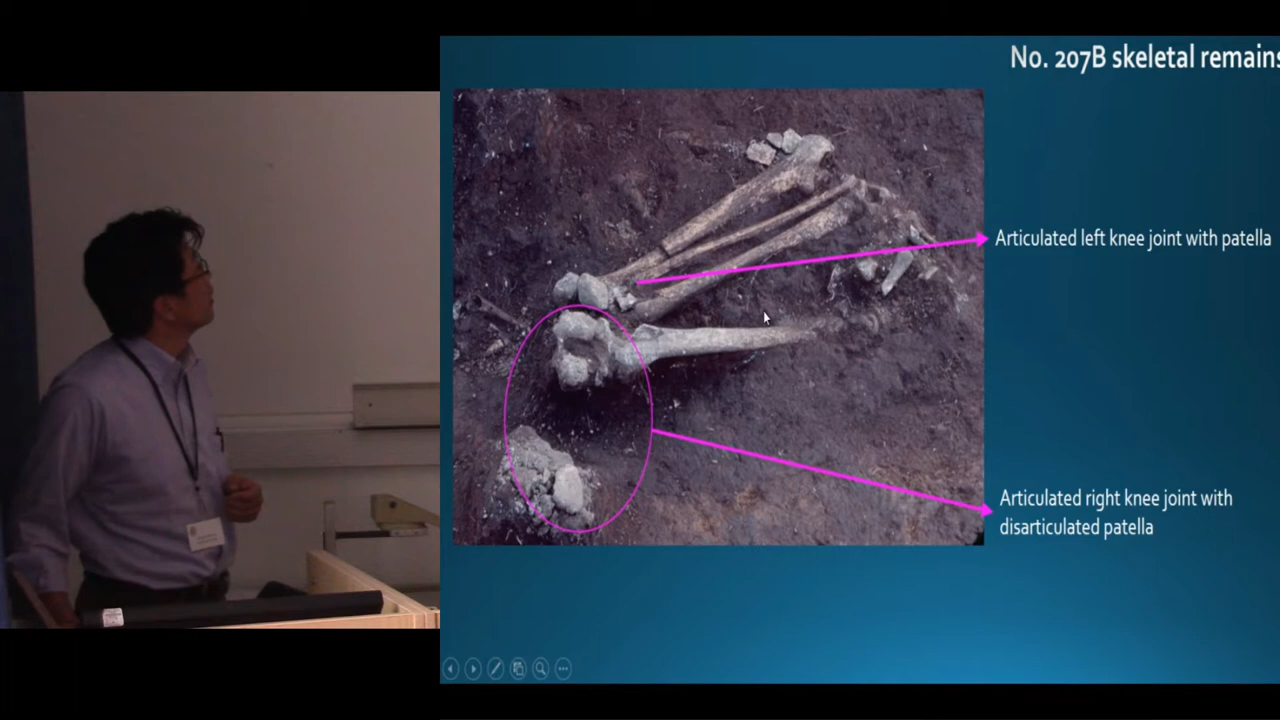 No. 207B skeletal remains
Articulated left knee joint with patella
Articulated right knee joint with
disarticulated patella